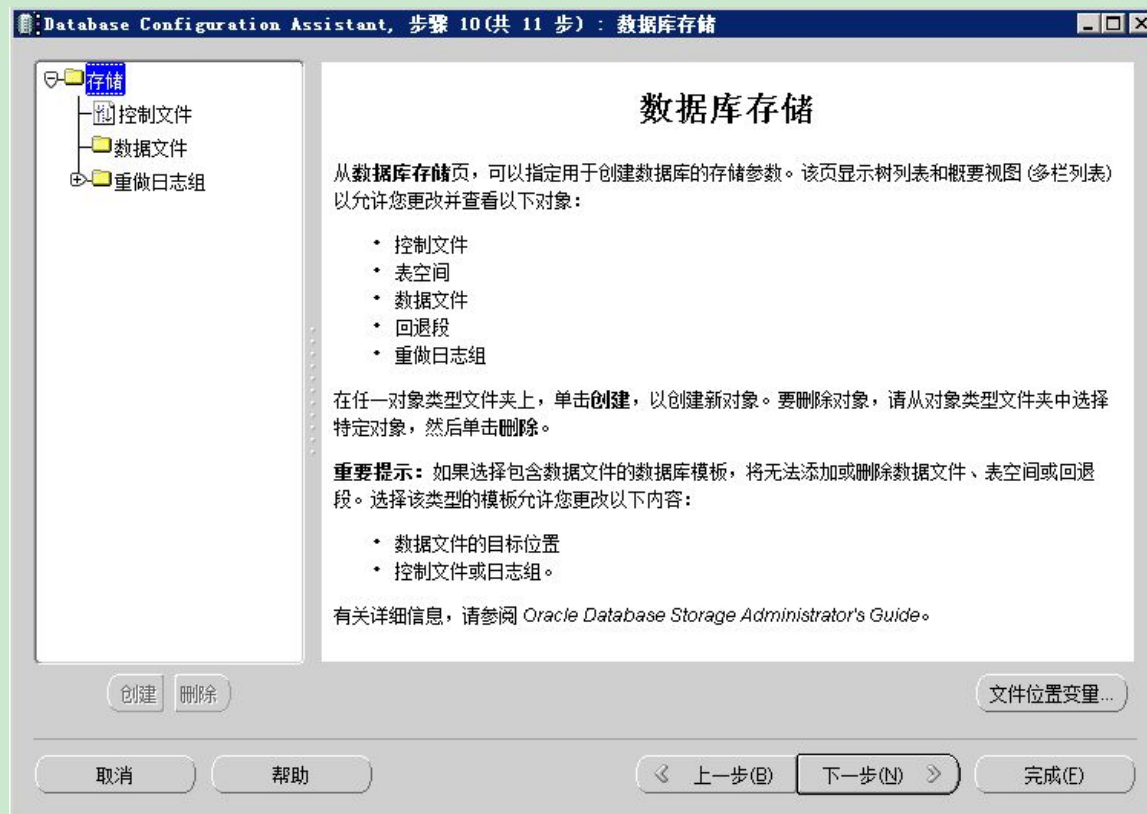 Database Configuration Assistant, 步骤 10(共 11 步) : 数据库存储
存储
控制文件
数据文件
重做日志组
数据库存储
从数据库存储页，可以指定用于创建数据库的存储参数。该页显示树列表和概要视图 (多栏列表)
以允许您更改并查看以下对象：
• 控制文件
• 表空间
• 数据文件
• 回退段
• 重做日志组
在任一对象类型文件夹上，单击创建，以创建新对象。要删除对象，请从对象类型文件夹中选择
特定对象，然后单击删除。
重要提示：如果选择包含数据文件的数据库模板，将无法添加或删除数据文件、表空间或回退
段。选择该类型的模板允许您更改以下内容：
• 数据文件的目标位置
• 控制文件或日志组。
有关详细信息，请参阅 Oracle Database Storage Administrator's Guide。
创建 删除 文件位置变量...
取消 帮助 上一步(B) 下一步(N) 完成(F)